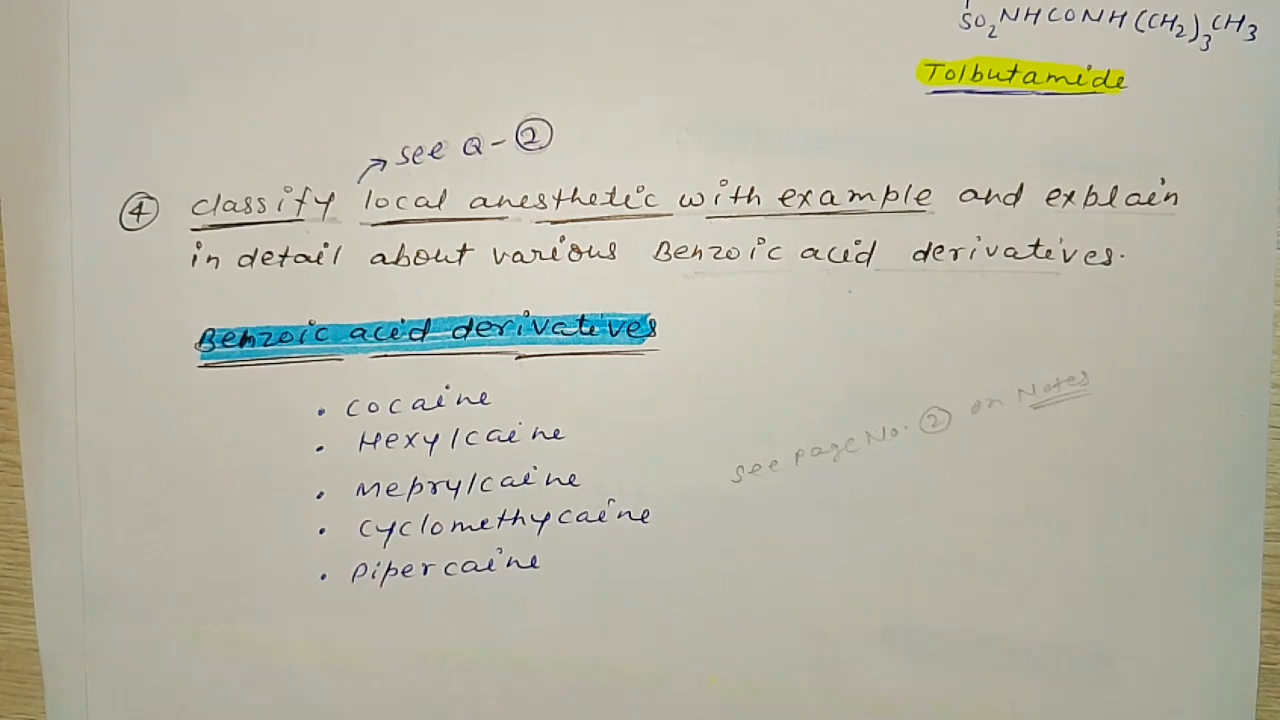 SO2NHCONH(CH2)3CH3
Tolbutamide
see Q-②
④ classify local anesthetic with example and explain
in detail about various Benzoic acid derivatives.
Benzoic acid derivatives
• cocaine
• Hexylcaine
• Meprylcaine
• cyclomethycaine
• pipercaine
see page No. ② on Notes